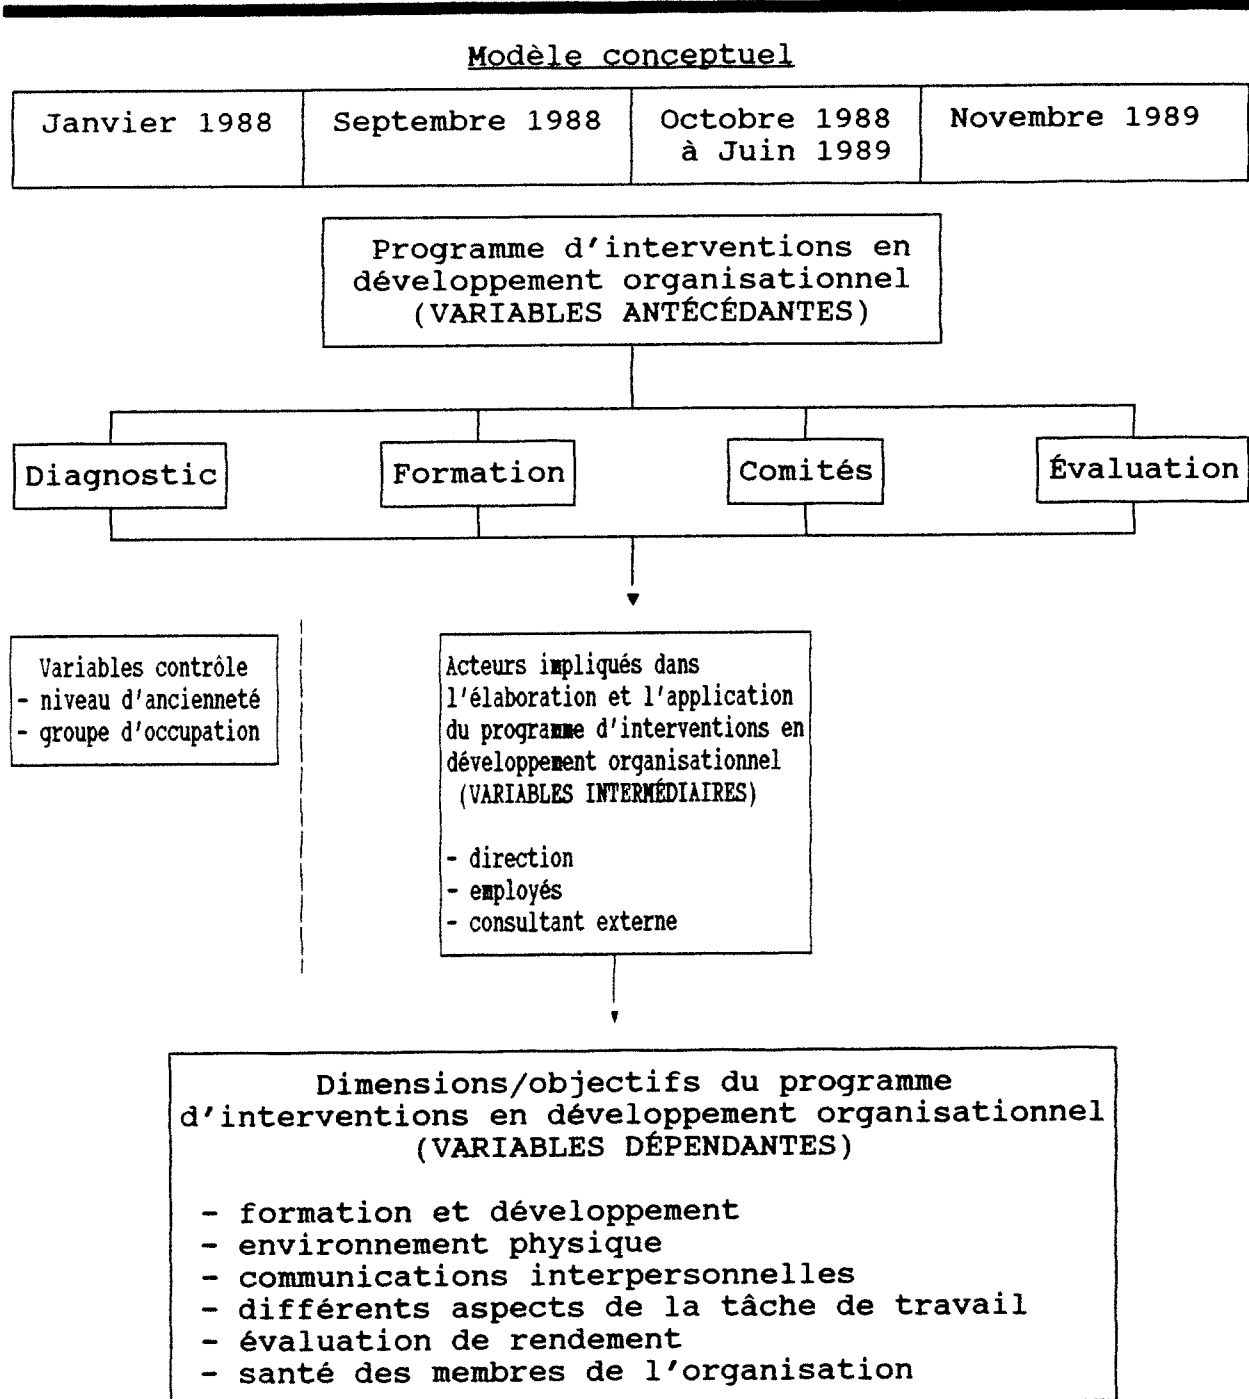 Modèle conceptuel
Janvier 1988
Septembre 1988
Octobre 1988
à Juin 1989
Novembre 1989
Programme d'interventions en
développement organisationnel
(VARIABLES ANTÉCÉDANTES)
Diagnostic
Formation
Comités
Évaluation
Variables contrôle
- niveau d'ancienneté
- groupe d'occupation
Acteurs impliqués dans
l'élaboration et l'application
du programme d'interventions en
développement organisationnel
(VARIABLES INTERMÉDIAIRES)
- direction
- employés
- consultant externe
Dimensions/objectifs du programme
d'interventions en développement organisationnel
(VARIABLES DÉPENDANTES)
- formation et développement
- environnement physique
- communications interpersonnelles
- différents aspects de la tâche de travail
- évaluation de rendement
- santé des membres de l'organisation